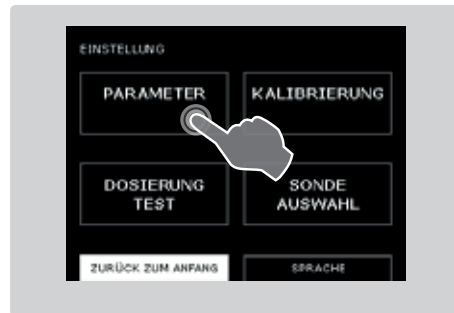 EINSTELLUNG
PARAMETER
KALIBRIERUNG
DOSIERUNG
TEST
SONDE
AUSWAHL
ZURÜCK ZUM ANFANG
SPRACHE